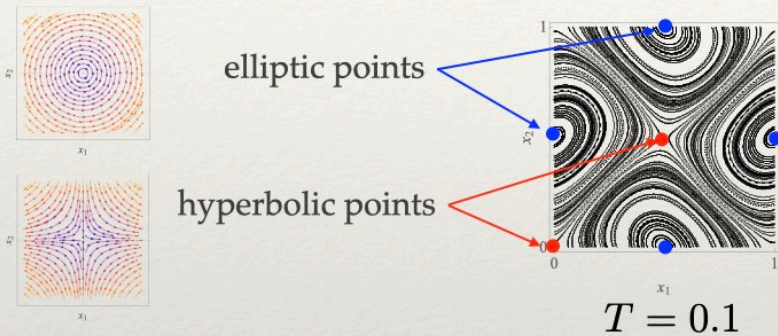 x₂
x₁
x₂
x₁
elliptic points
hyperbolic points
1
x₂
0
0
1
x₁
T = 0.1